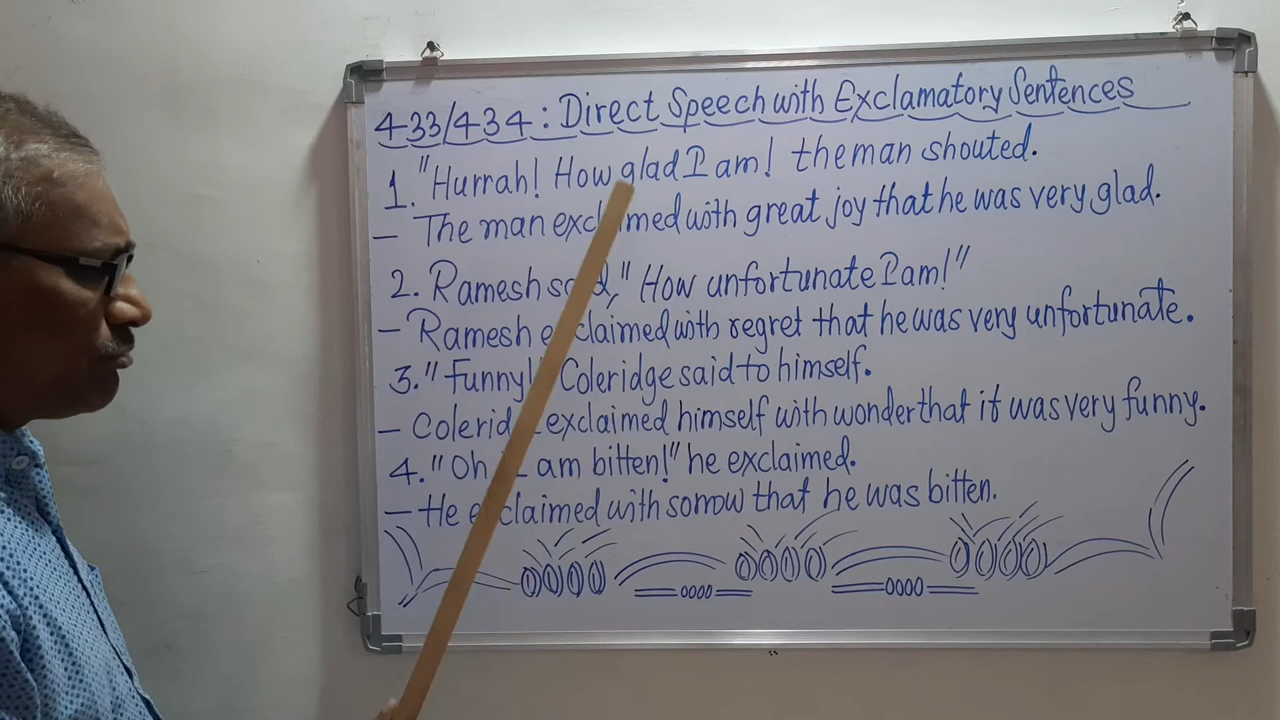 433/434: Direct Speech with Exclamatory Sentences
1. "Hurrah! How glad I am! the man shouted.
– The man exclaimed with great joy that he was very glad.
2. Ramesh said, "How unfortunate I am!"
– Ramesh exclaimed with regret that he was very unfortunate.
3. "Funny!" Coleridge said to himself.
– Coleridge exclaimed himself with wonder that it was very funny.
4. "Oh I am bitten!" he exclaimed.
– He exclaimed with sorrow that he was bitten.